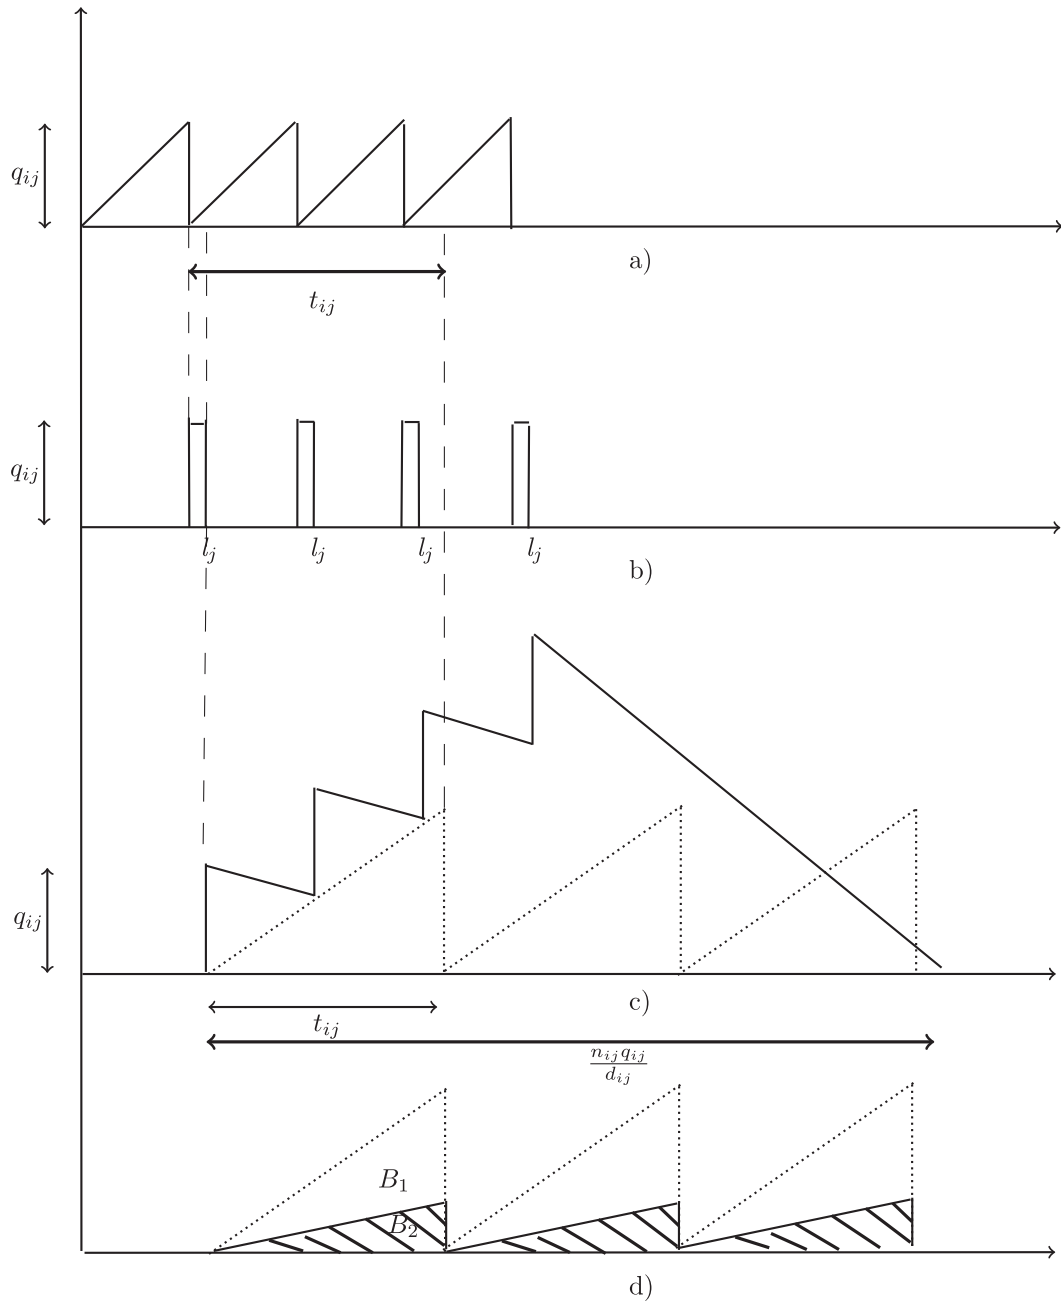 q_{ij}
a)
t_{ij}
q_{ij}
l_j l_j l_j l_j
b)
q_{ij}
c)
t_{ij}
\frac{n_{ij} q_{ij}}{d_{ij}}
B_1
B_2
d)